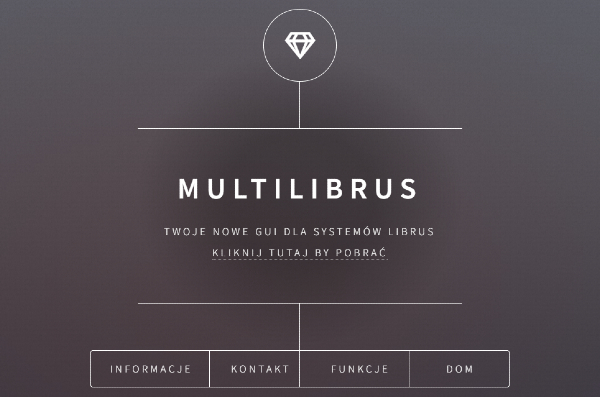 MULTILIBRUS
TWOJE NOWE GUI DLA SYSTEMÓW LIBRUS
KLIKNIJ TUTAJ BY POBRAĆ
INFORMACJE KONTAKT FUNKCJE DOM